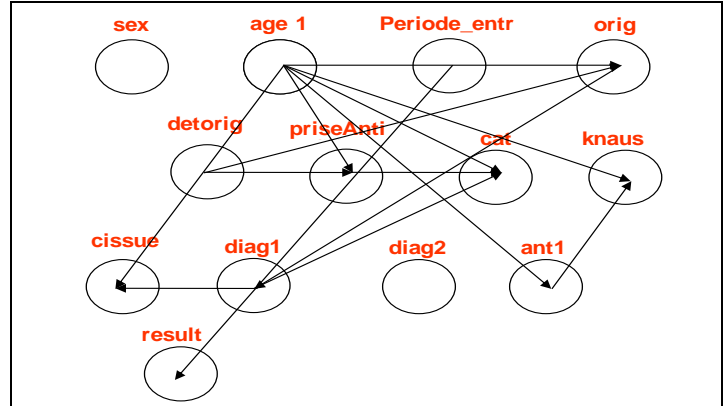 sex age 1 Periode_entr orig
detorig priseAnti cat knaus
cissue diag1 diag2 ant1
result